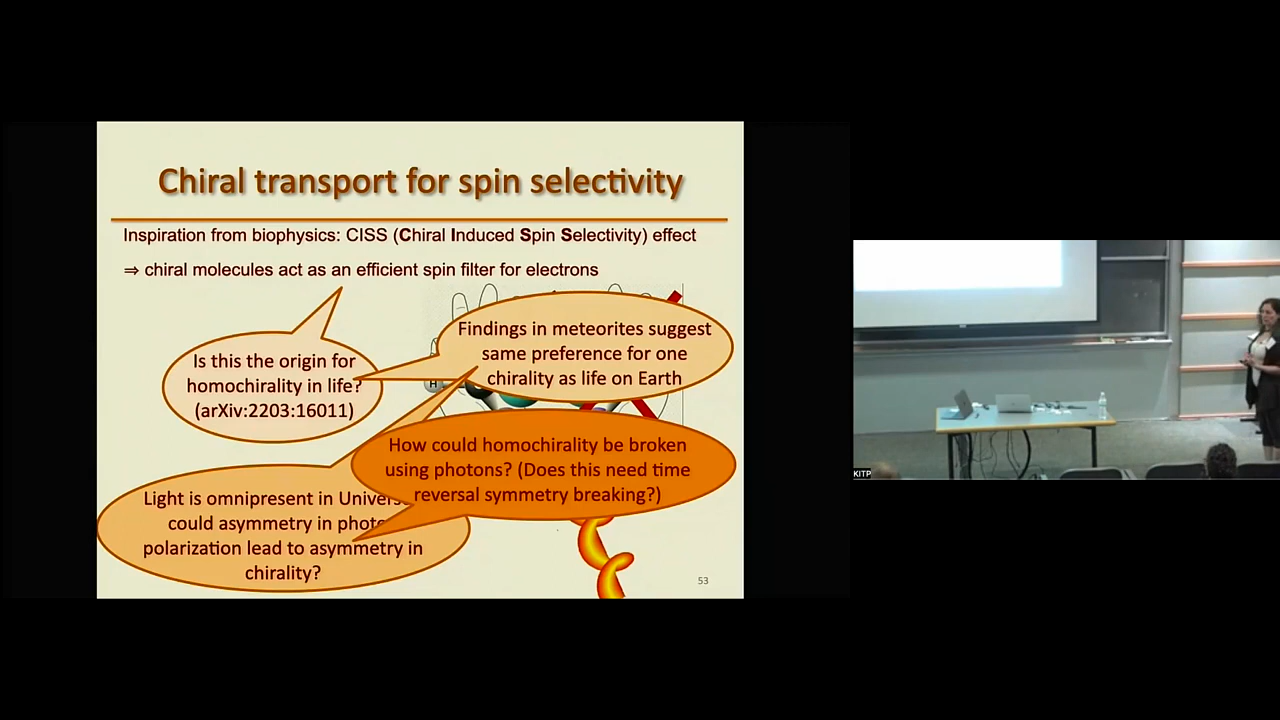 Chiral transport for spin selectivity
Inspiration from biophysics: CISS (Chiral Induced Spin Selectivity) effect
⇒ chiral molecules act as an efficient spin filter for electrons
Findings in meteorites suggest
same preference for one
chirality as life on Earth
Is this the origin for
homochirality in life?
(arXiv:2203:16011)
H
How could homochirality be broken
using photons? (Does this need time
reversal symmetry breaking?)
Light is omnipresent in
could asymmetry in
polarization lead to asymmetry in
chirality?
53
KITP